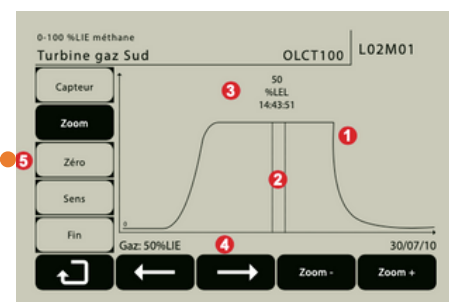 0-100 %LIE méthane
Turbine gaz Sud OLCT100 L02M01
Capteur
50
%LEL
14:43:51
3
Zoom
1
5 Zéro
2
Sens
Fin
0
Gaz: 50%LIE 4 30/07/10
Zoom - Zoom +